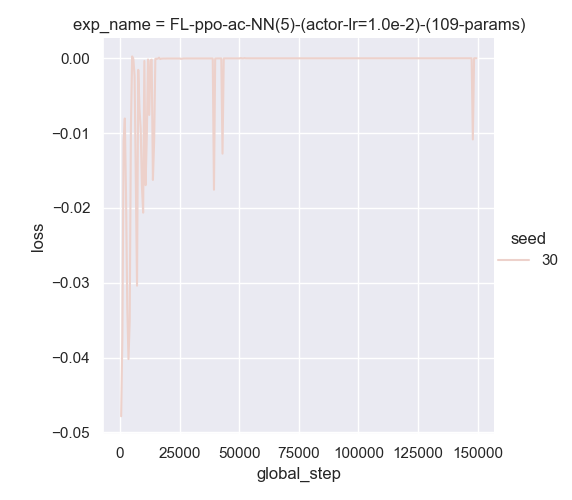 exp_name = FL-ppo-ac-NN(5)-(actor-lr=1.0e-2)-(109-params)
0.00
−0.01
−0.02
−0.03
−0.04
−0.05
loss
0 25000 50000 75000 100000 125000 150000
global_step
seed
30